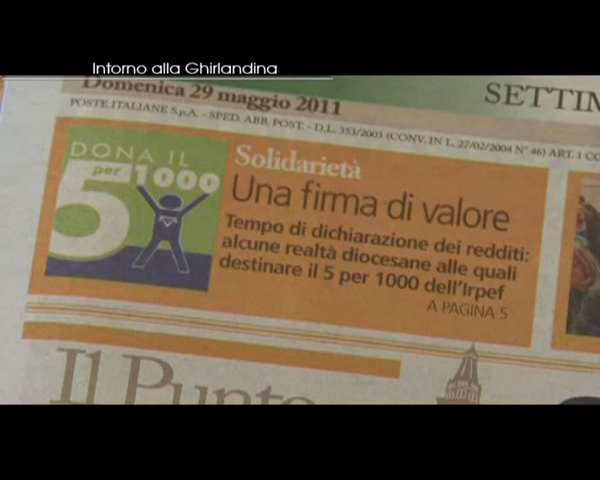 Intorno alla Ghirlandina
Domenica 29 maggio 2011
SETTIM
POSTE ITALIANE S.p.A. - SPED. ABB. POST. - D.L. 353/2003 (CONV. IN L. 27/02/2004 N° 46) ART. 1 CO
DONA IL
5 per 1000
Solidarietà
Una firma di valore
Tempo di dichiarazione dei redditi:
alcune realtà diocesane alle quali
destinare il 5 per 1000 dell'Irpef
A PAGINA 5
Il Punto